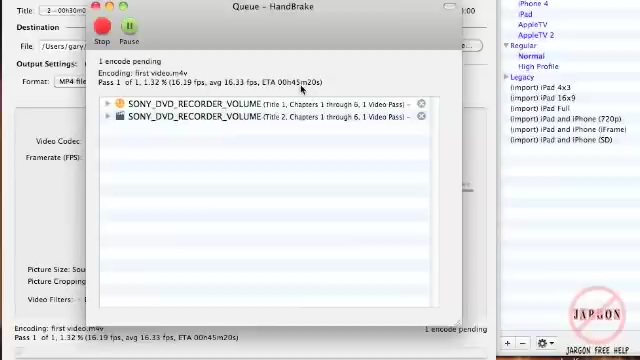 Queue - HandBrake
Title:
Destination
File
/Users/gary/
Output Settings:
Format:
MP4 file
Video Codec:
Framerate (FPS):
Picture Size: Sou
Picture Cropping
Video Filters:
Stop
Pause
1 encode pending
Encoding: first video.m4v
Pass 1 of 1, 1.32 % (16.19 fps, avg 16.33 fps, ETA 00h45m20s)
SONY_DVD_RECORDER_VOLUME (Title 1, Chapters 1 through 6, 1 Video Pass) -
SONY_DVD_RECORDER_VOLUME (Title 2, Chapters 1 through 6, 1 Video Pass) -
Encoding: first video.m4v
Pass 1 of 1, 1.32 % (16.19 fps, avg 16.33 fps, ETA 00h45m20s)
1 encode pending
iPhone 4
iPad
AppleTV
AppleTV 2
Regular
Normal
High Profile
Legacy
(import) iPad 4x3
(import) iPad 16x9
(import) iPad Full
(import) iPad and iPhone (720p)
(import) iPad and iPhone (iFrame)
(import) iPad and iPhone (SD)
JARGON
JARGON FREE HELP